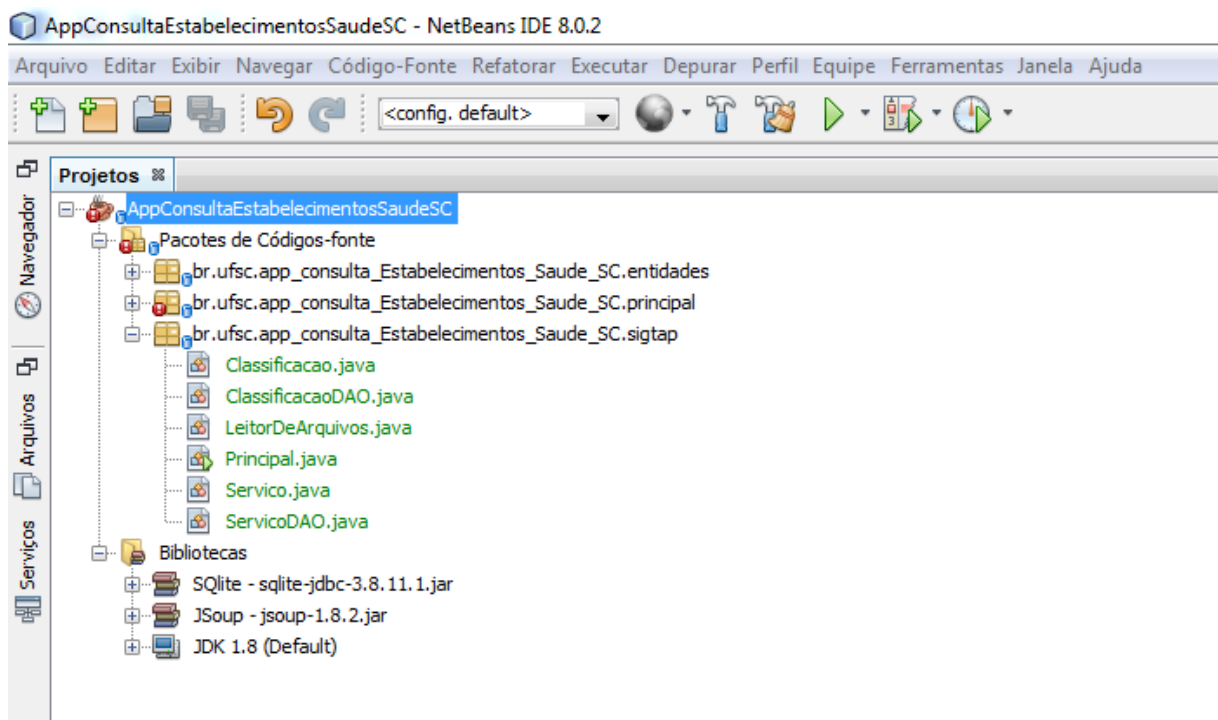 AppConsultaEstabelecimentosSaudeSC - NetBeans IDE 8.0.2
Arquivo Editar Exibir Navegar Código-Fonte Refatorar Executar Depurar Perfil Equipe Ferramentas Janela Ajuda
<config. default>
Projetos
Navegador
Arquivos
Serviços
AppConsultaEstabelecimentosSaudeSC
Pacotes de Códigos-fonte
br.ufsc.app_consulta_Estabelecimentos_Saude_SC.entidades
br.ufsc.app_consulta_Estabelecimentos_Saude_SC.principal
br.ufsc.app_consulta_Estabelecimentos_Saude_SC.sigtap
Classificacao.java
ClassificacaoDAO.java
LeitorDeArquivos.java
Principal.java
Servico.java
ServicoDAO.java
Bibliotecas
SQlite - sqlite-jdbc-3.8.11.1.jar
JSoup - jsoup-1.8.2.jar
JDK 1.8 (Default)